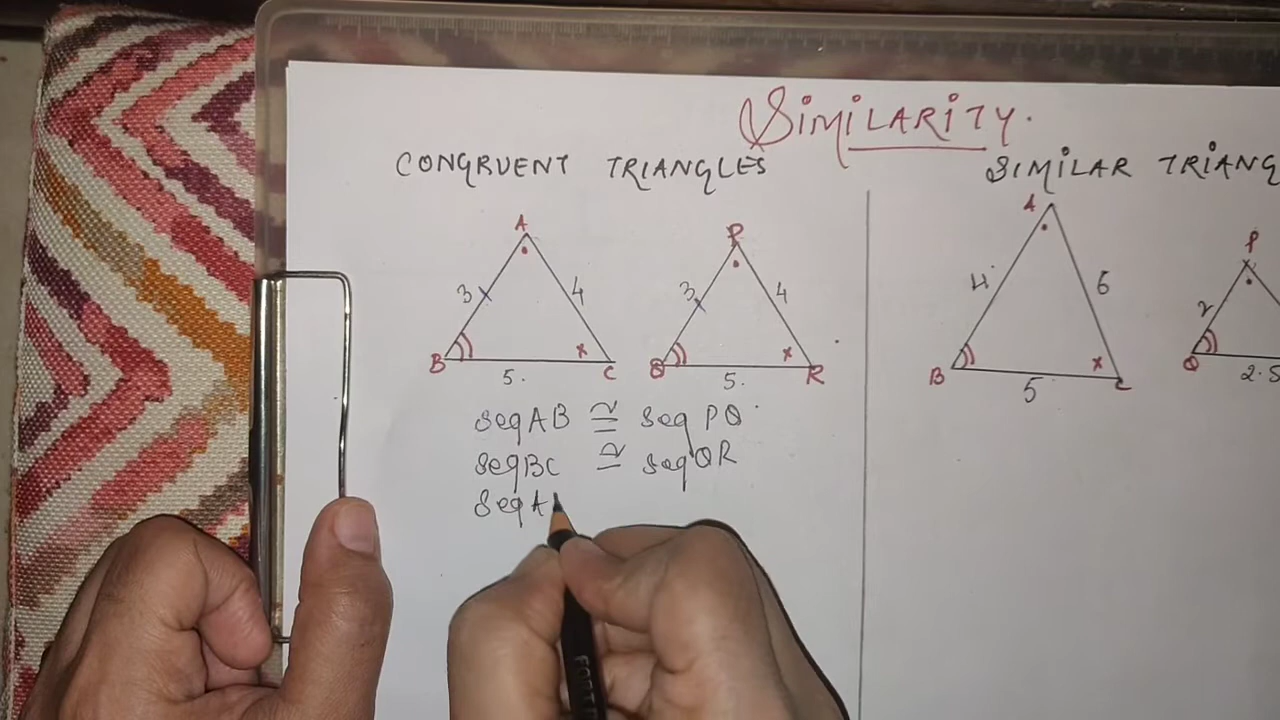 SIMILARITY.
CONGRUENT TRIANGLES
SIMILAR TRIANG
A
P
A
P
3
4
3
4
4
6
2
B
C
Q
R
B
C
Q
5.
5.
5
2.5
seg AB ≅ seg PQ
seg BC ≅ seg QR
seg A